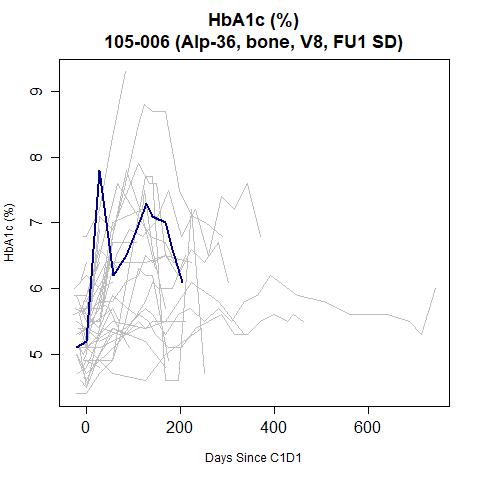 HbA1c (%)
105-006 (Alp-36, bone, V8, FU1 SD)
HbA1c (%)
9
8
7
6
5
0 200 400 600
Days Since C1D1